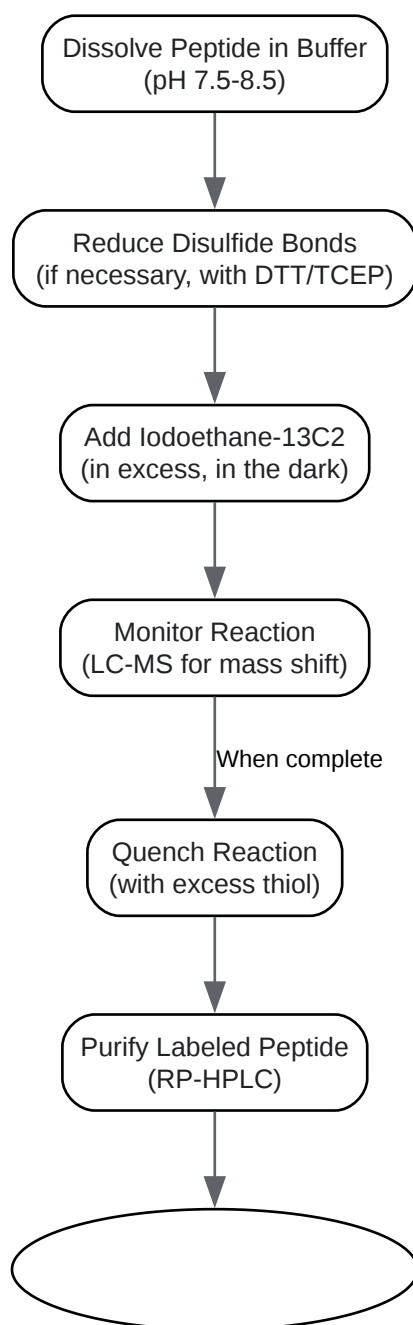 Dissolve Peptide in Buffer
(pH 7.5-8.5)
Reduce Disulfide Bonds
(if necessary, with DTT/TCEP)
Add Iodoethane-13C2
(in excess, in the dark)
Monitor Reaction
(LC-MS for mass shift)
When complete
Quench Reaction
(with excess thiol)
Purify Labeled Peptide
(RP-HPLC)